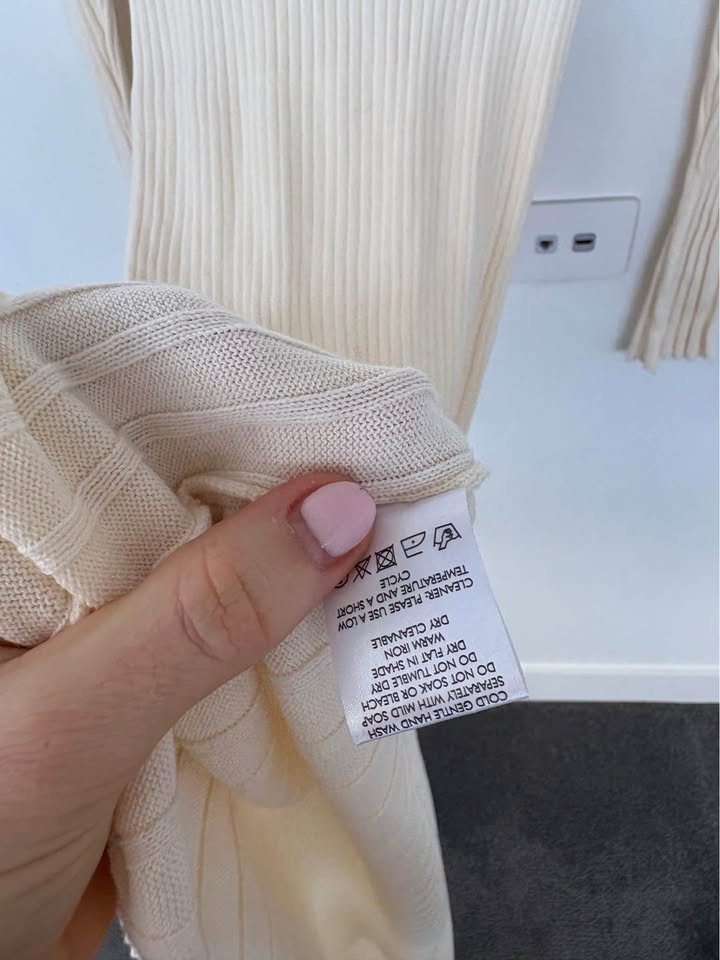 COLD GENTLE HAND WASH
SEPARATELY WITH MILD SOAP
DO NOT SOAK OR BLEACH
DO NOT TUMBLE DRY
DRY FLAT IN SHADE
WARM IRON
DRY CLEANABLE
CLEANER: PLEASE USE A LOW
TEMPERATURE AND A SHORT
CYCLE